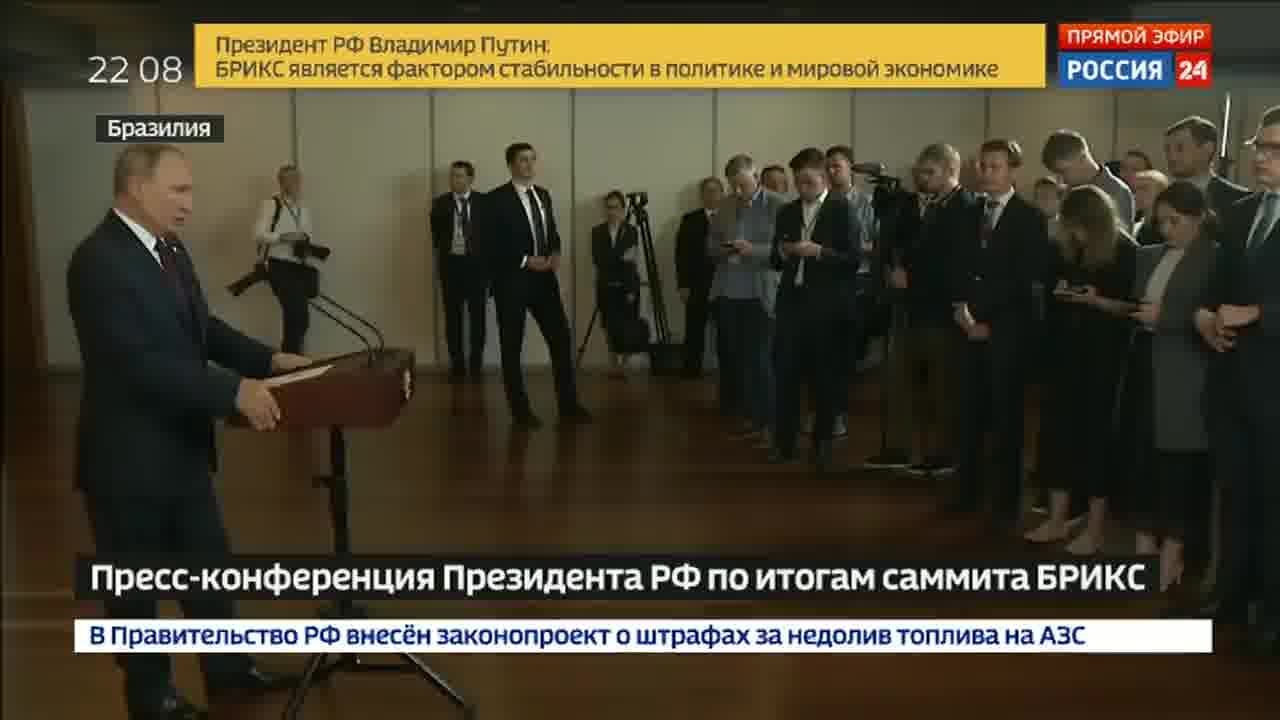 22 08
Президент РФ Владимир Путин:
БРИКС является фактором стабильности в политике и мировой экономике
ПРЯМОЙ ЭФИР
РОССИЯ 24
Бразилия
Пресс-конференция Президента РФ по итогам саммита БРИКС
В Правительство РФ внесён законопроект о штрафах за недолив топлива на АЗС